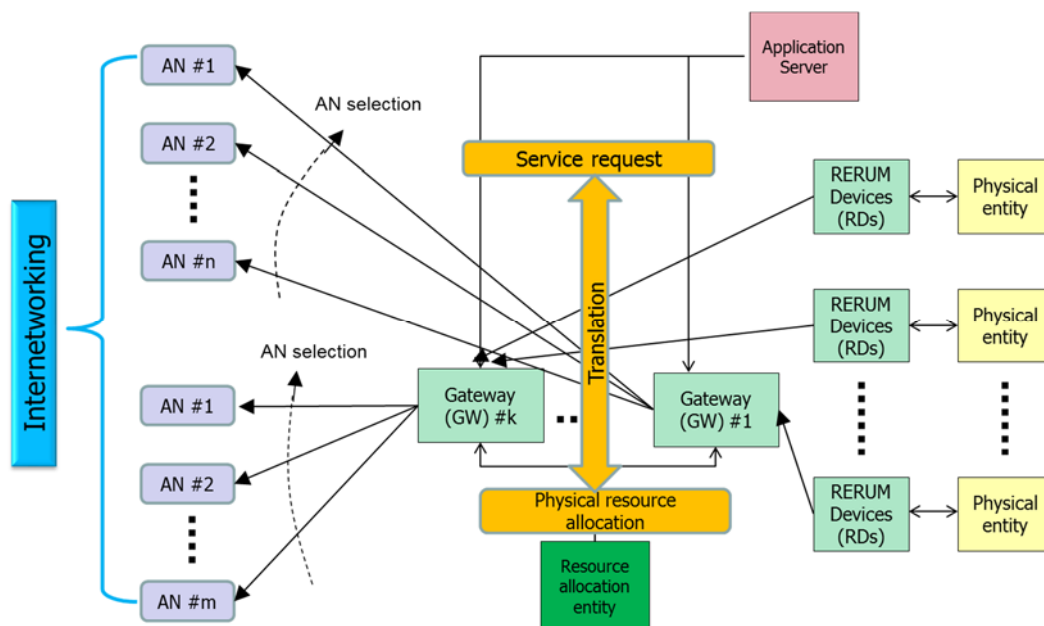 Internetworking
AN #1
AN #2
AN #n
AN selection
AN #1
AN #2
AN #m
AN selection
Application
Server
Service request
Translation
Gateway
(GW) #k
Gateway
(GW) #1
Physical resource
allocation
Resource
allocation
entity
RERUM
Devices
(RDs)
Physical
entity
RERUM
Devices
(RDs)
Physical
entity
RERUM
Devices
(RDs)
Physical
entity